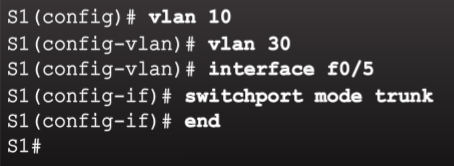 S1(config)# vlan 10
S1(config-vlan)# vlan 30
S1(config-vlan)# interface f0/5
S1(config-if)# switchport mode trunk
S1(config-if)# end
S1#